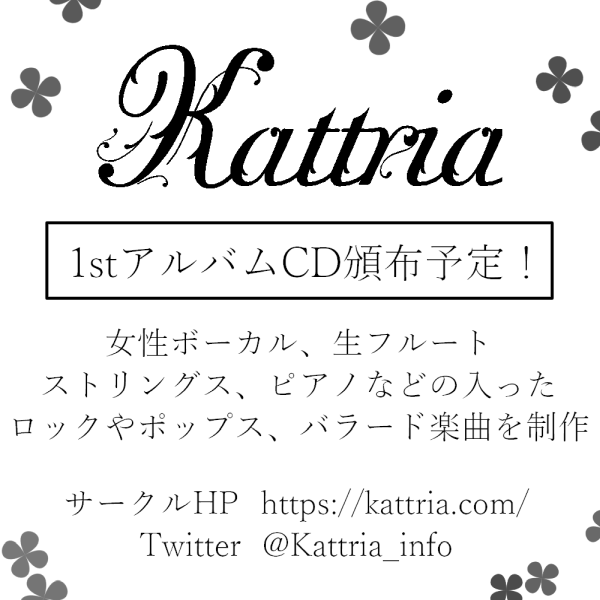 Kattria
1stアルバムCD頒布予定！
女性ボーカル、生フルート
ストリングス、ピアノなどの入った
ロックやポップス、バラード楽曲を制作
サークルHP https://kattria.com/
Twitter @Kattria_info